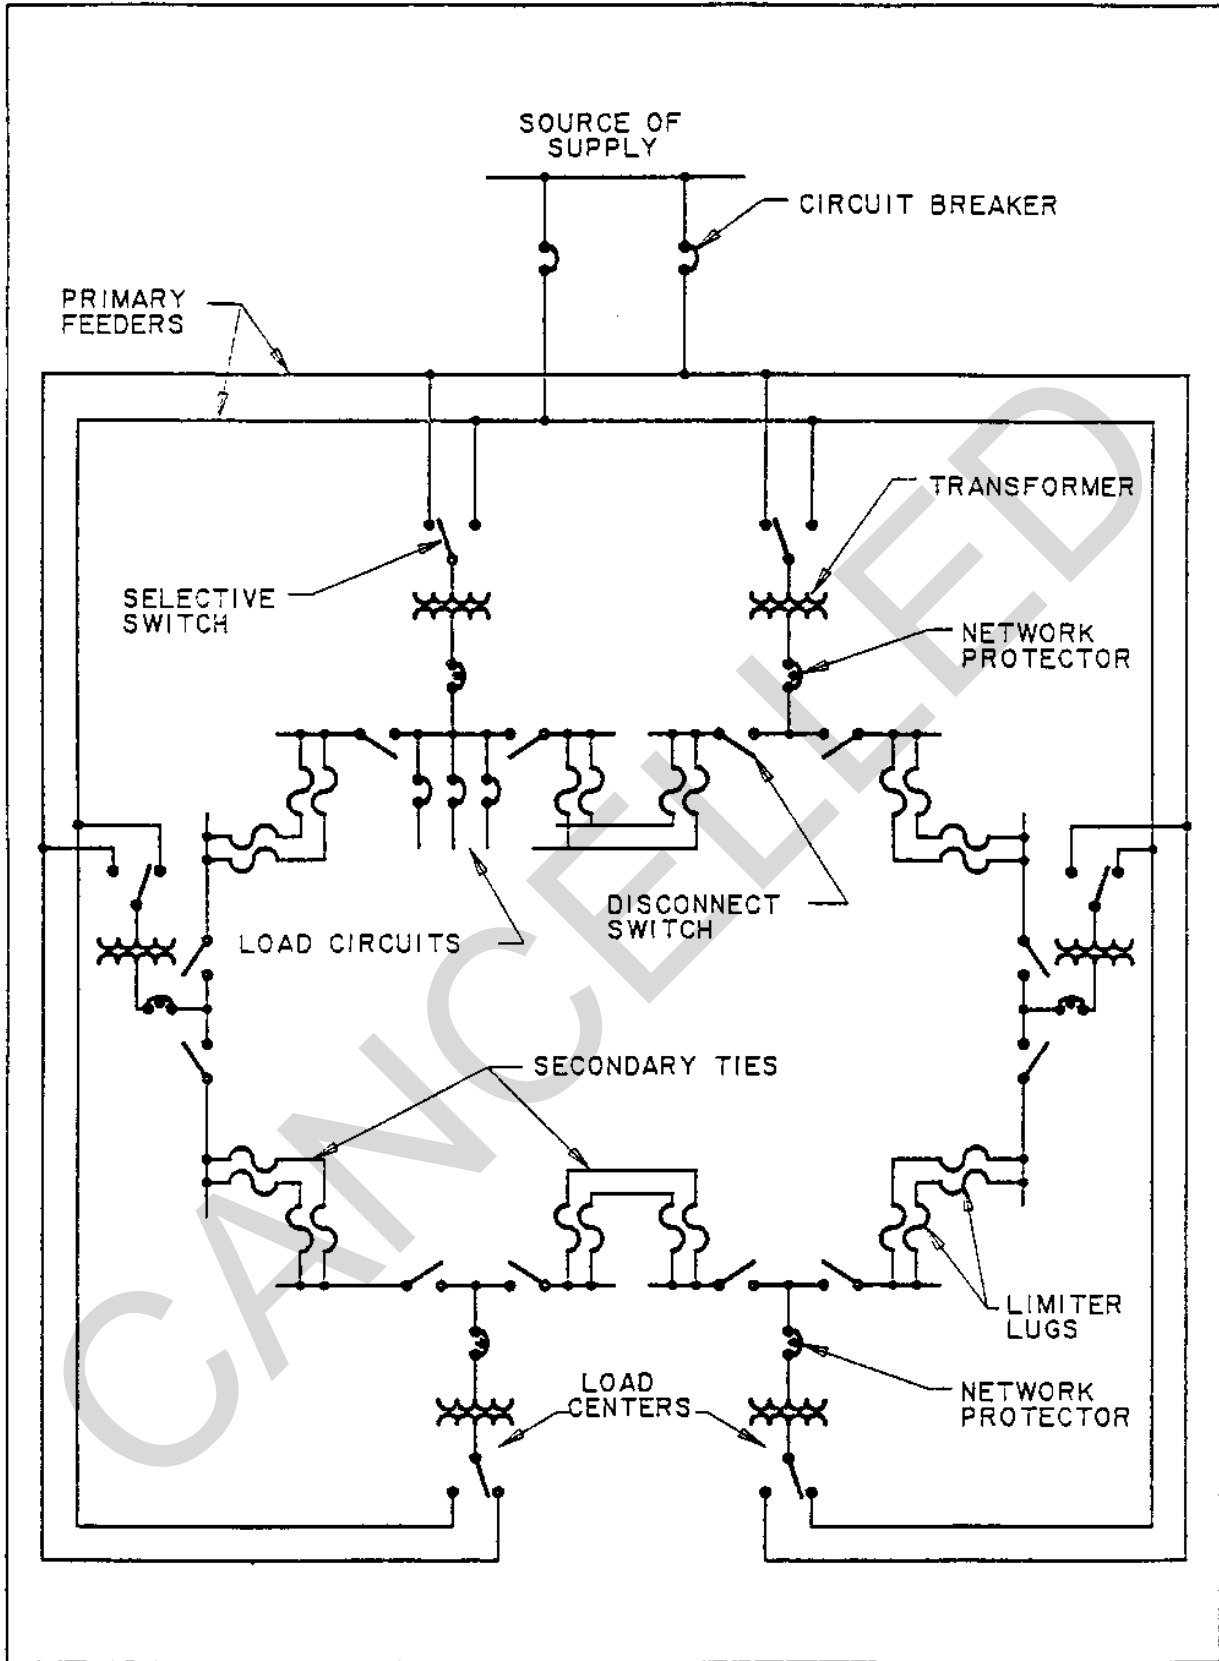 SOURCE OF
SUPPLY
CIRCUIT BREAKER
PRIMARY
FEEDERS
TRANSFORMER
SELECTIVE
SWITCH
NETWORK
PROTECTOR
DISCONNECT
SWITCH
LOAD CIRCUITS
SECONDARY TIES
LIMITER
LUGS
LOAD
CENTERS
NETWORK
PROTECTOR
CANCELLED